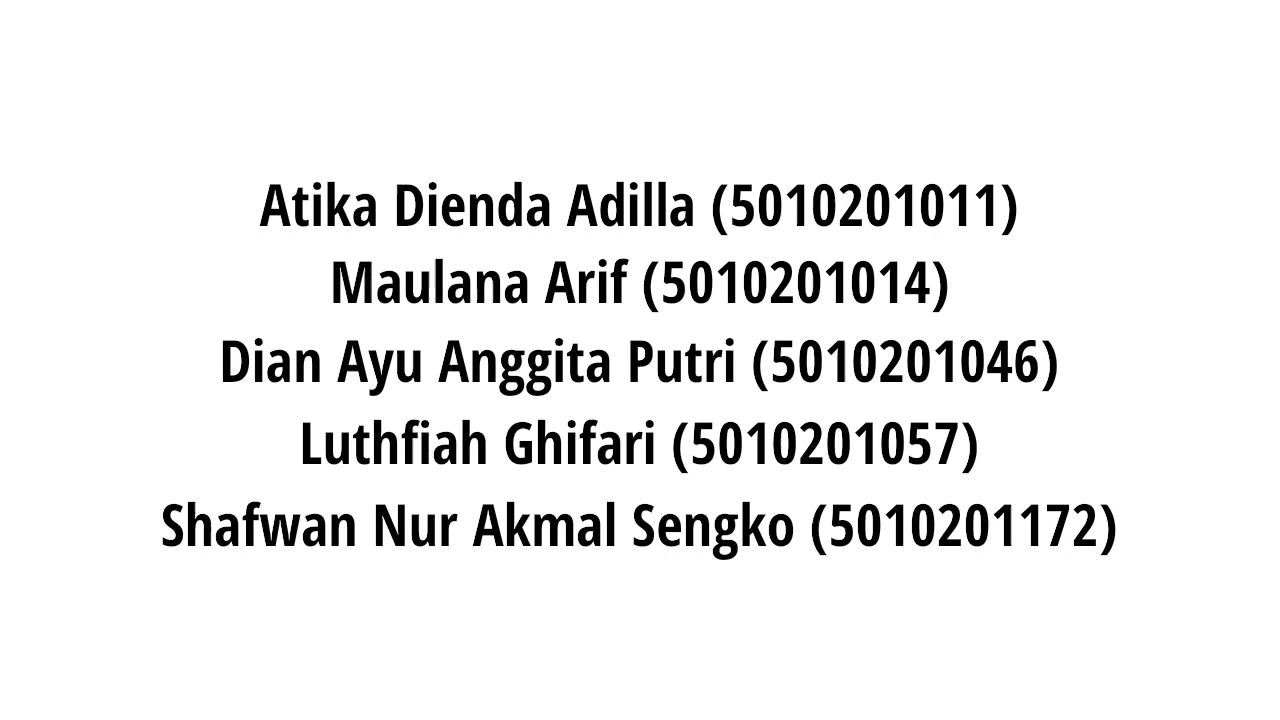 Atika Dienda Adilla (5010201011)
Maulana Arif (5010201014)
Dian Ayu Anggita Putri (5010201046)
Luthfiah Ghifari (5010201057)
Shafwan Nur Akmal Sengko (5010201172)